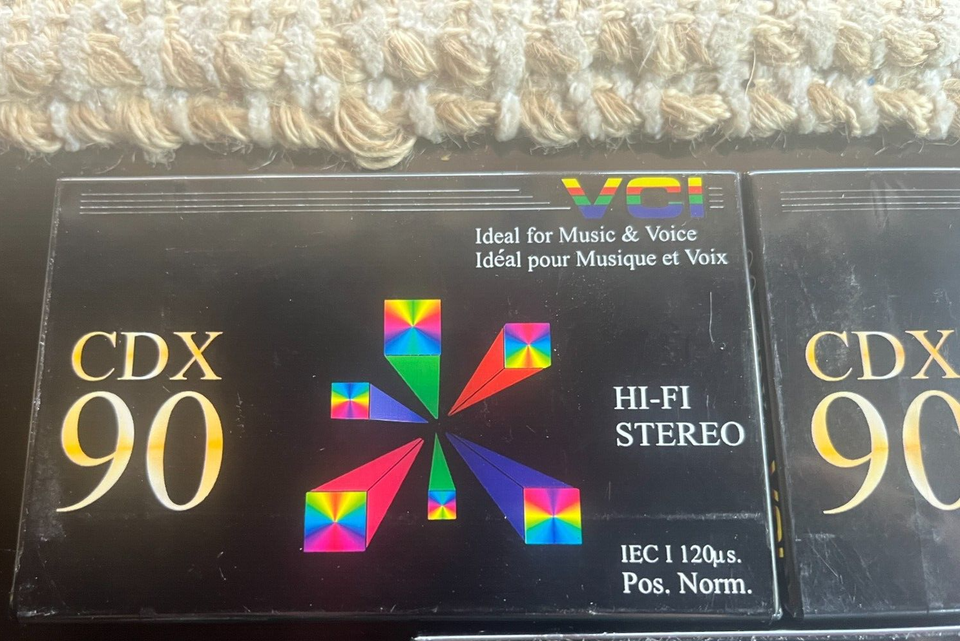 VCI
Ideal for Music & Voice
Idéal pour Musique et Voix
CDX
90
HI-FI
STEREO
IEC I 120µs.
Pos. Norm.
CDX
90